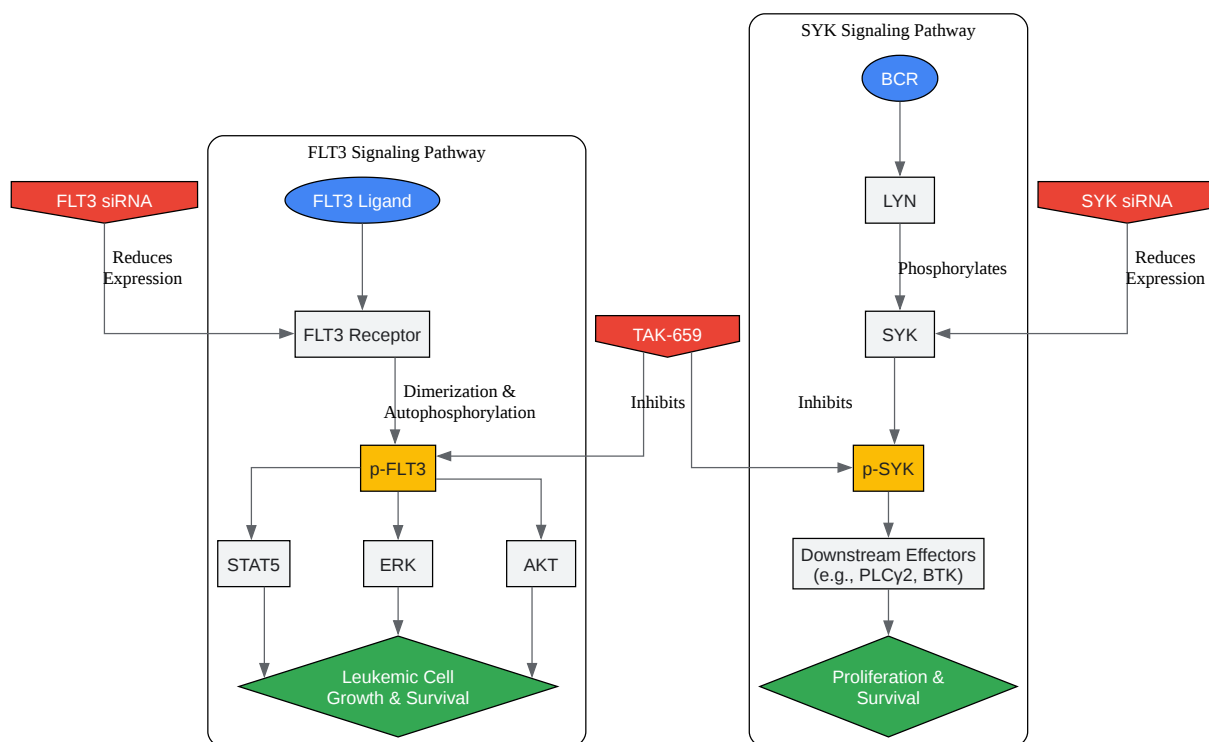 SYK Signaling Pathway
BCR
FLT3 Signaling Pathway
FLT3 siRNA
FLT3 Ligand
LYN
SYK siRNA
Reduces
Expression
Phosphorylates
Reduces
Expression
FLT3 Receptor
TAK-659
SYK
Dimerization &
Autophosphorylation
Inhibits
Inhibits
p-FLT3
p-SYK
STAT5
ERK
AKT
Downstream Effectors
(e.g., PLCγ2, BTK)
Leukemic Cell
Growth & Survival
Proliferation &
Survival